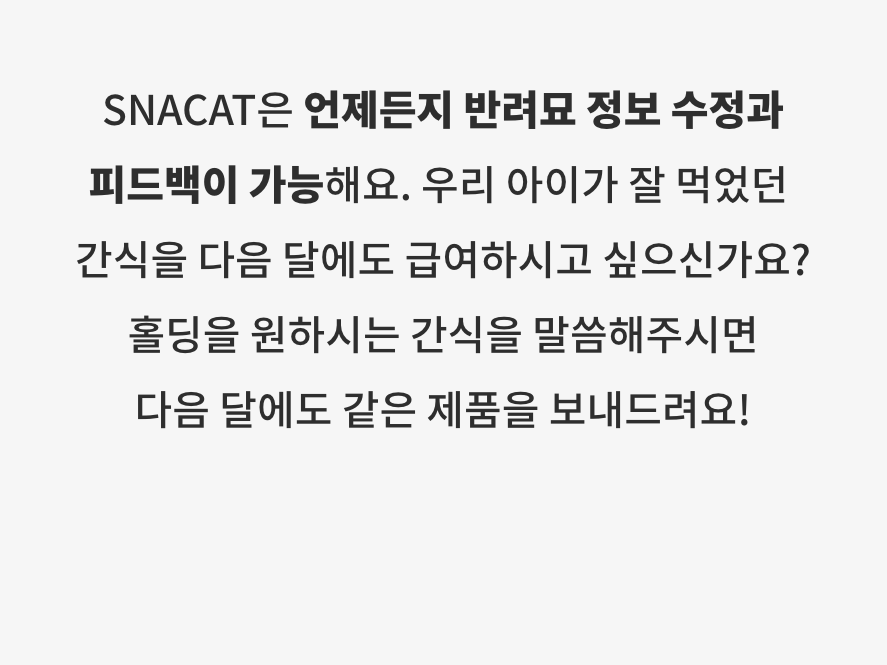 SNACAT은 언제든지 반려묘 정보 수정과
피드백이 가능해요. 우리 아이가 잘 먹었던
간식을 다음 달에도 급여하시고 싶으신가요?
홀딩을 원하시는 간식을 말씀해주시면
다음 달에도 같은 제품을 보내드려요!